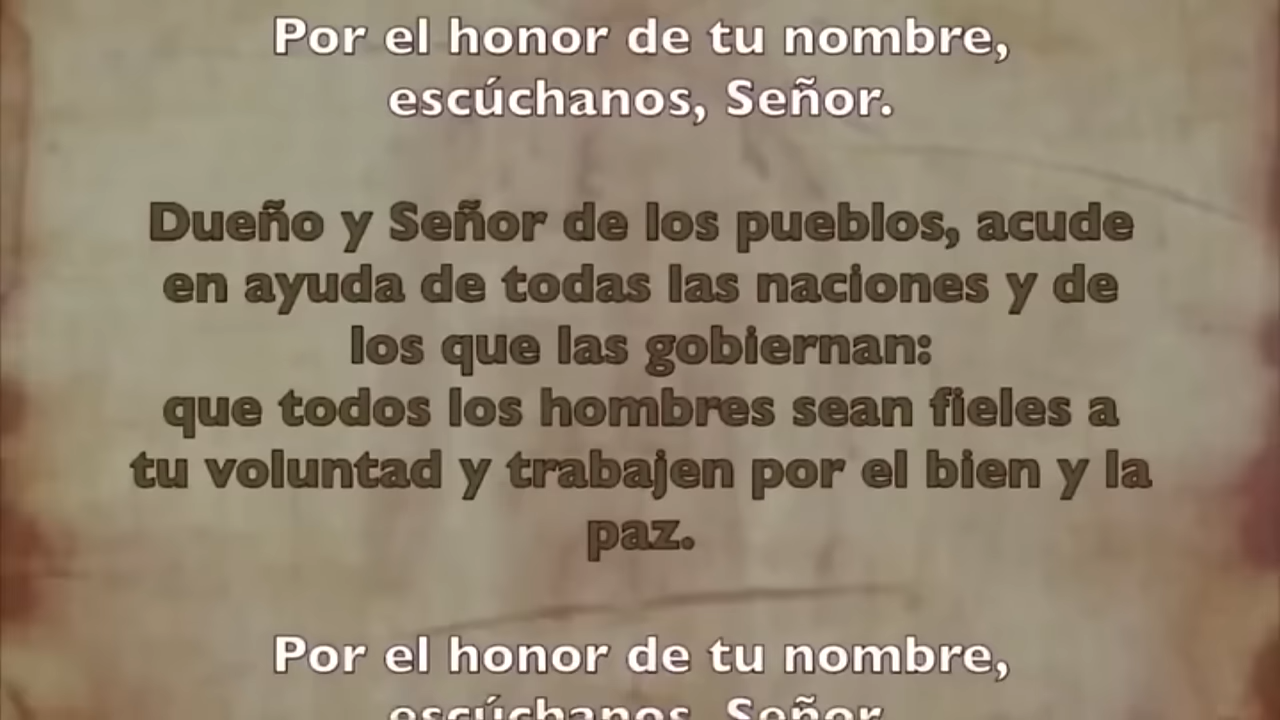 Por el honor de tu nombre,
escúchanos, Señor.
Dueño y Señor de los pueblos, acude
en ayuda de todas las naciones y de
los que las gobiernan:
que todos los hombres sean fieles a
tu voluntad y trabajen por el bien y la
paz.
Por el honor de tu nombre,
escúchanos, Señor.